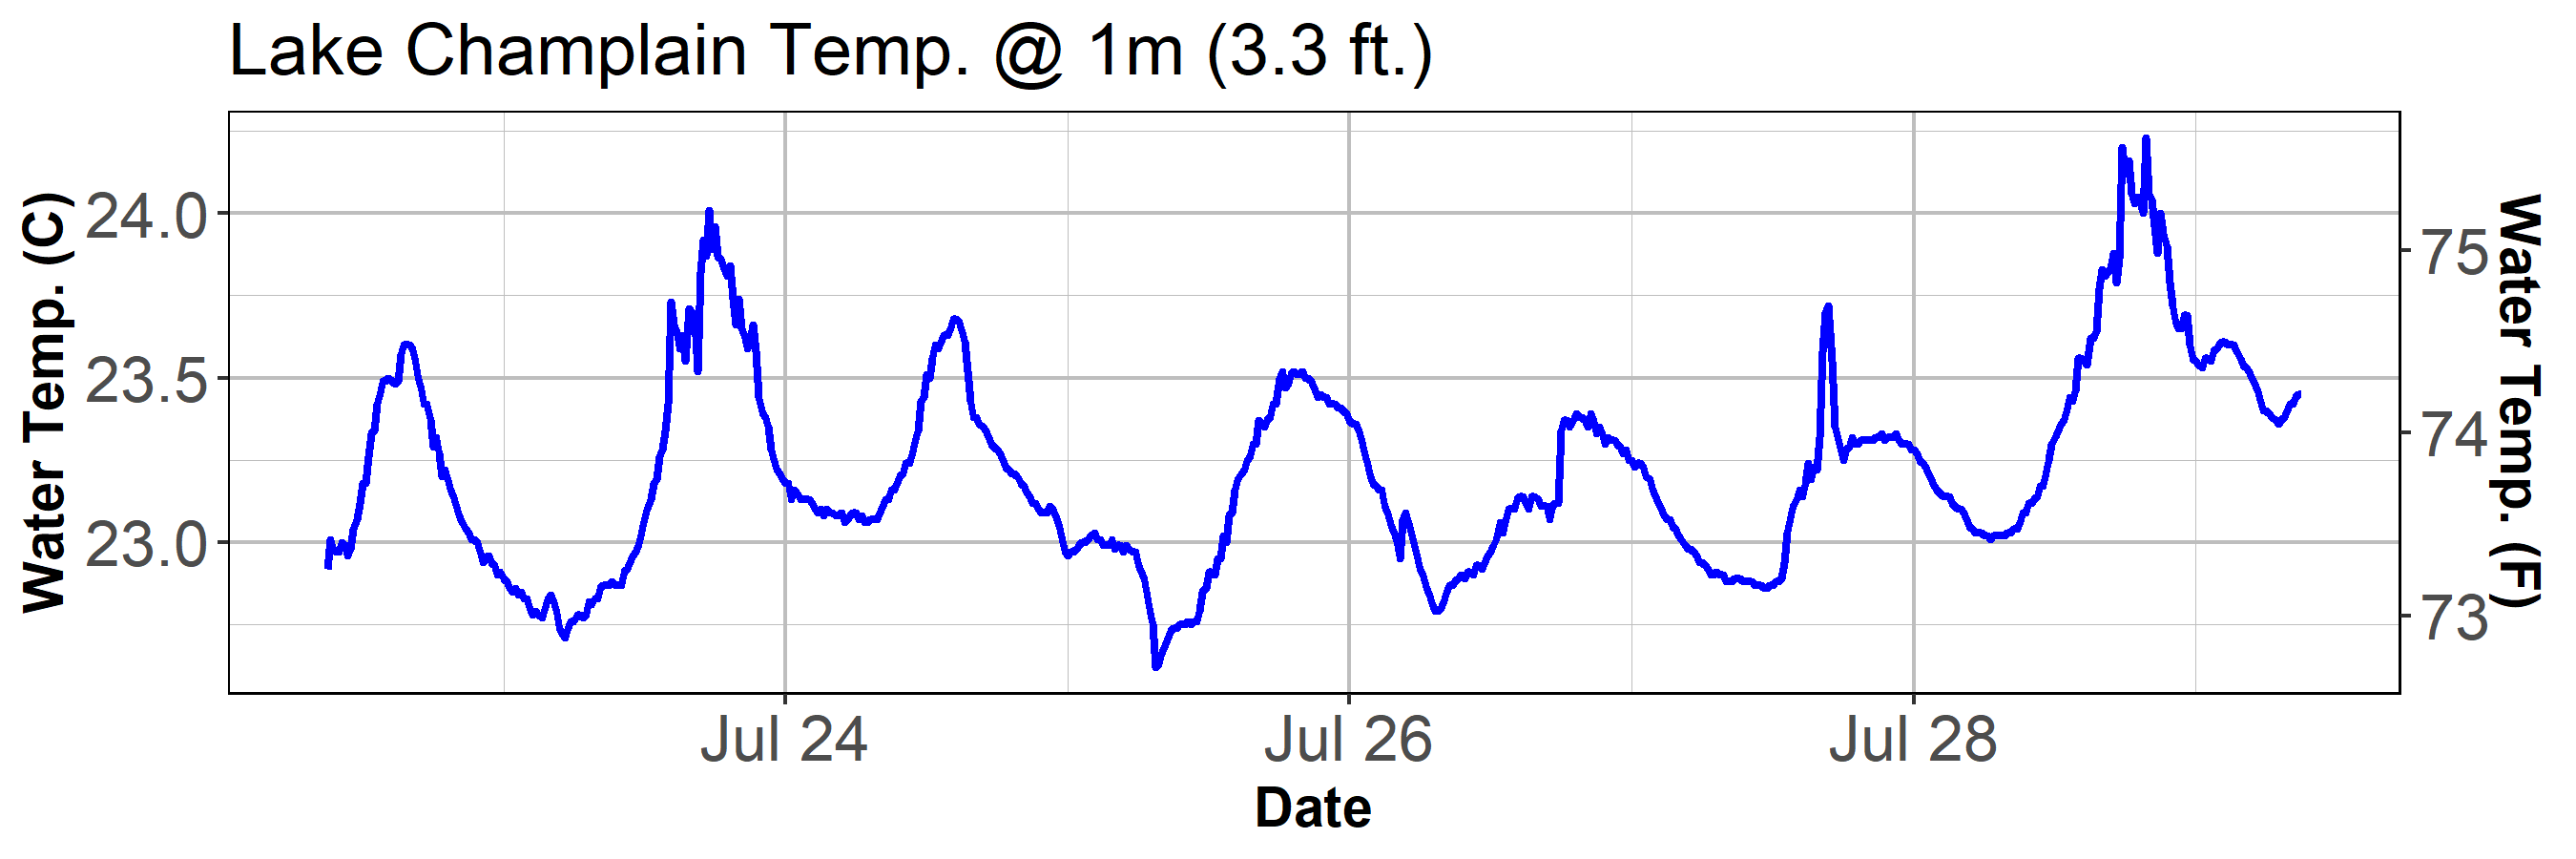 Lake Champlain Temp. @ 1m (3.3 ft.)
Water Temp. (C)
24.0
23.5
23.0
75
74
73
Water Temp. (F)
Jul 24
Jul 26
Jul 28
Date